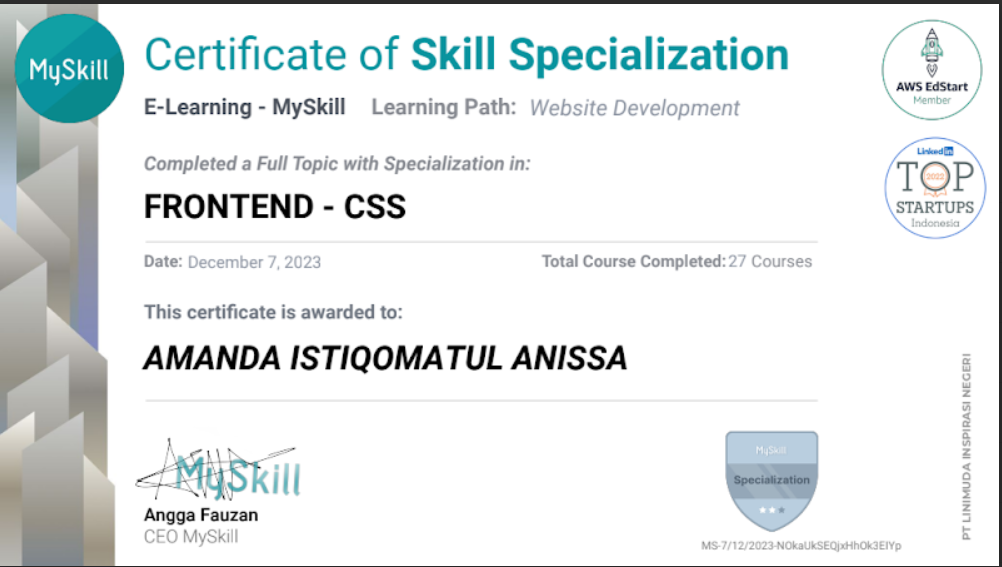 MySkill
Certificate of Skill Specialization
E-Learning - MySkill Learning Path: Website Development
AWS EdStart
Member
Completed a Full Topic with Specialization in:
FRONTEND - CSS
LinkedIn
TOP
2022
STARTUPS
Indonesia
Date: December 7, 2023 Total Course Completed: 27 Courses
This certificate is awarded to:
AMANDA ISTIQOMATUL ANISSA
MySkill
Angga Fauzan
CEO MySkill
MySkill
Specialization
MS-7/12/2023-NOkaUkSEQjxHhOk3EIYp
PT LINIMUDA INSPIRASI NEGERI